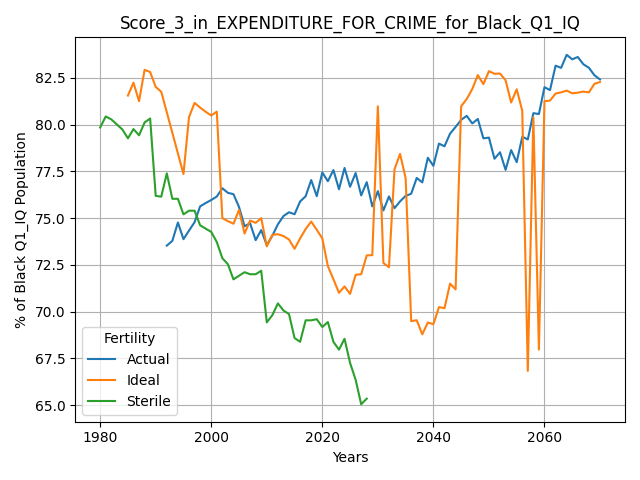 Score_3_in_EXPENDITURE_FOR_CRIME_for_Black_Q1_IQ
% of Black Q1_IQ Population
82.5
80.0
77.5
75.0
72.5
70.0
67.5
65.0
Fertility
Actual
Ideal
Sterile
1980
2000
2020
2040
2060
Years